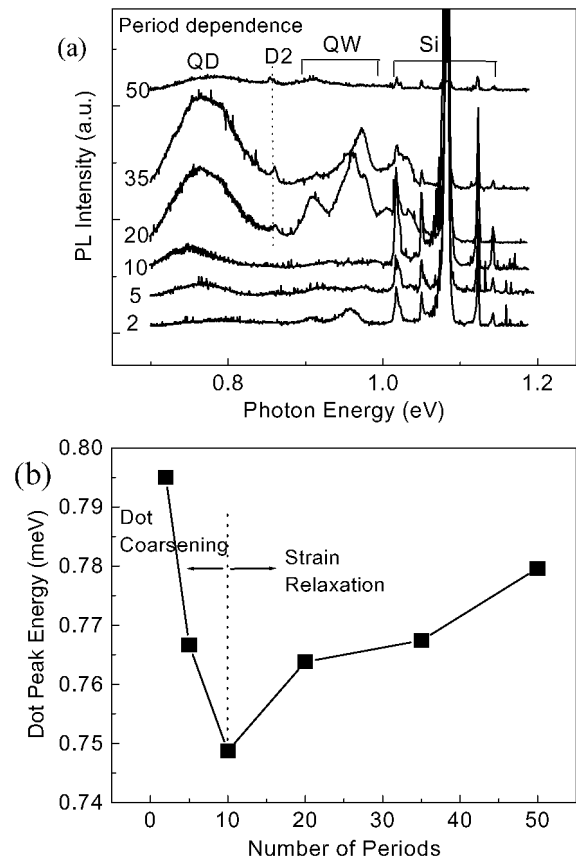 (a)
Period dependence
QD
D2
QW
Si
50
35
20
10
5
2
PL Intensity (a.u.)
0.8
1.0
1.2
Photon Energy (eV)
(b)
0.80
0.79
0.78
0.77
0.76
0.75
0.74
Dot Peak Energy (meV)
Dot
Coarsening
Strain
Relaxation
0
10
20
30
40
50
Number of Periods